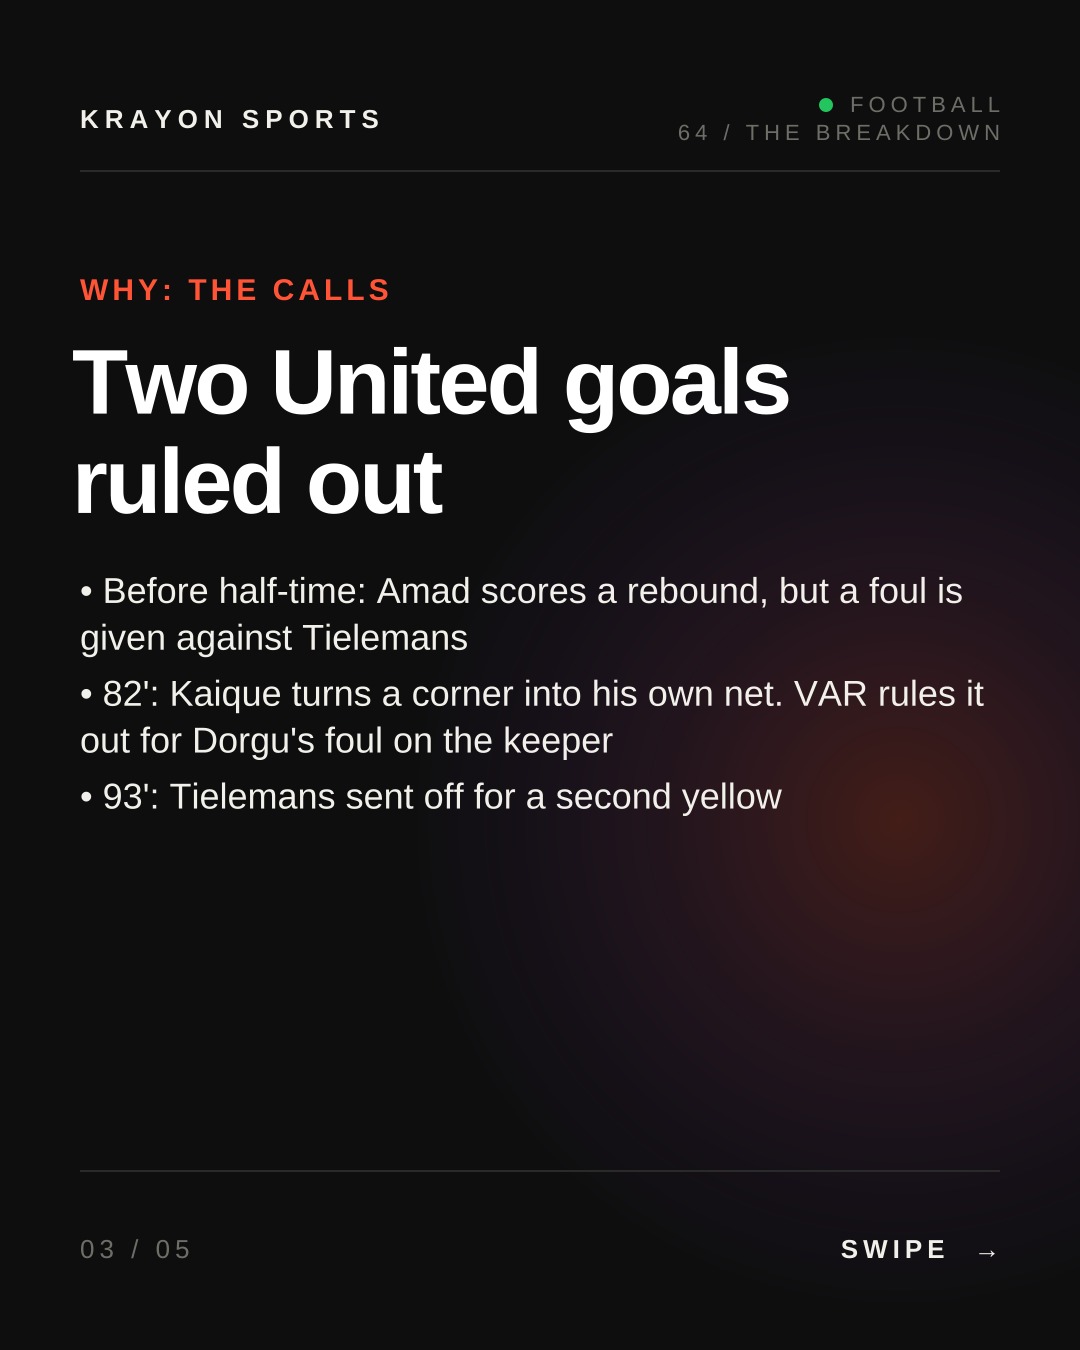 KRAYON SPORTS
● FOOTBALL
64 / THE BREAKDOWN
WHY: THE CALLS
Two United goals
ruled out
• Before half-time: Amad scores a rebound, but a foul is
given against Tielemans
• 82': Kaique turns a corner into his own net. VAR rules it
out for Dorgu's foul on the keeper
• 93': Tielemans sent off for a second yellow
03 / 05
SWIPE →